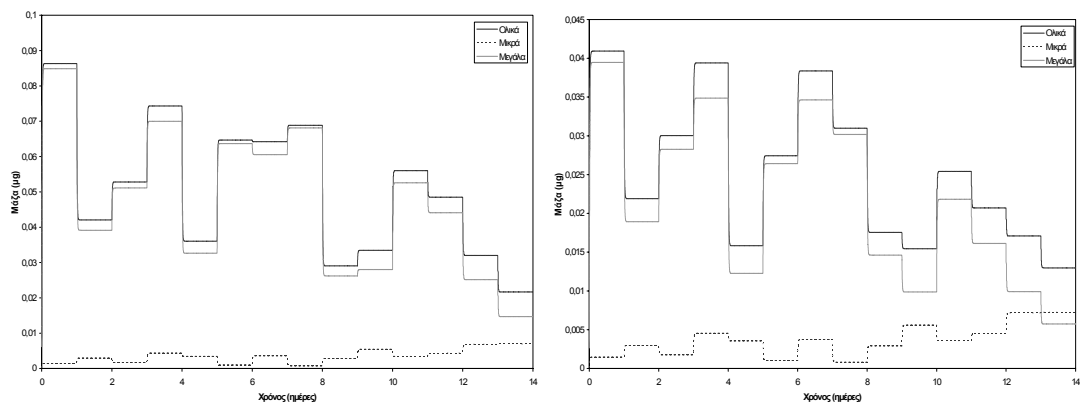 0,1
0,09
0,08
0,07
0,06
0,05
0,04
0,03
0,02
0,01
0
Μάζα (μg)
Ολικά
Μικρά
Μεγάλα
0 2 4 6 8 10 12 14
Χρόνος (ημέρες)
0,045
0,04
0,035
0,03
0,025
0,02
0,015
0,01
0,005
0
Μάζα (μg)
Ολικά
Μικρά
Μεγάλα
0 2 4 6 8 10 12 14
Χρόνος (ημέρες)